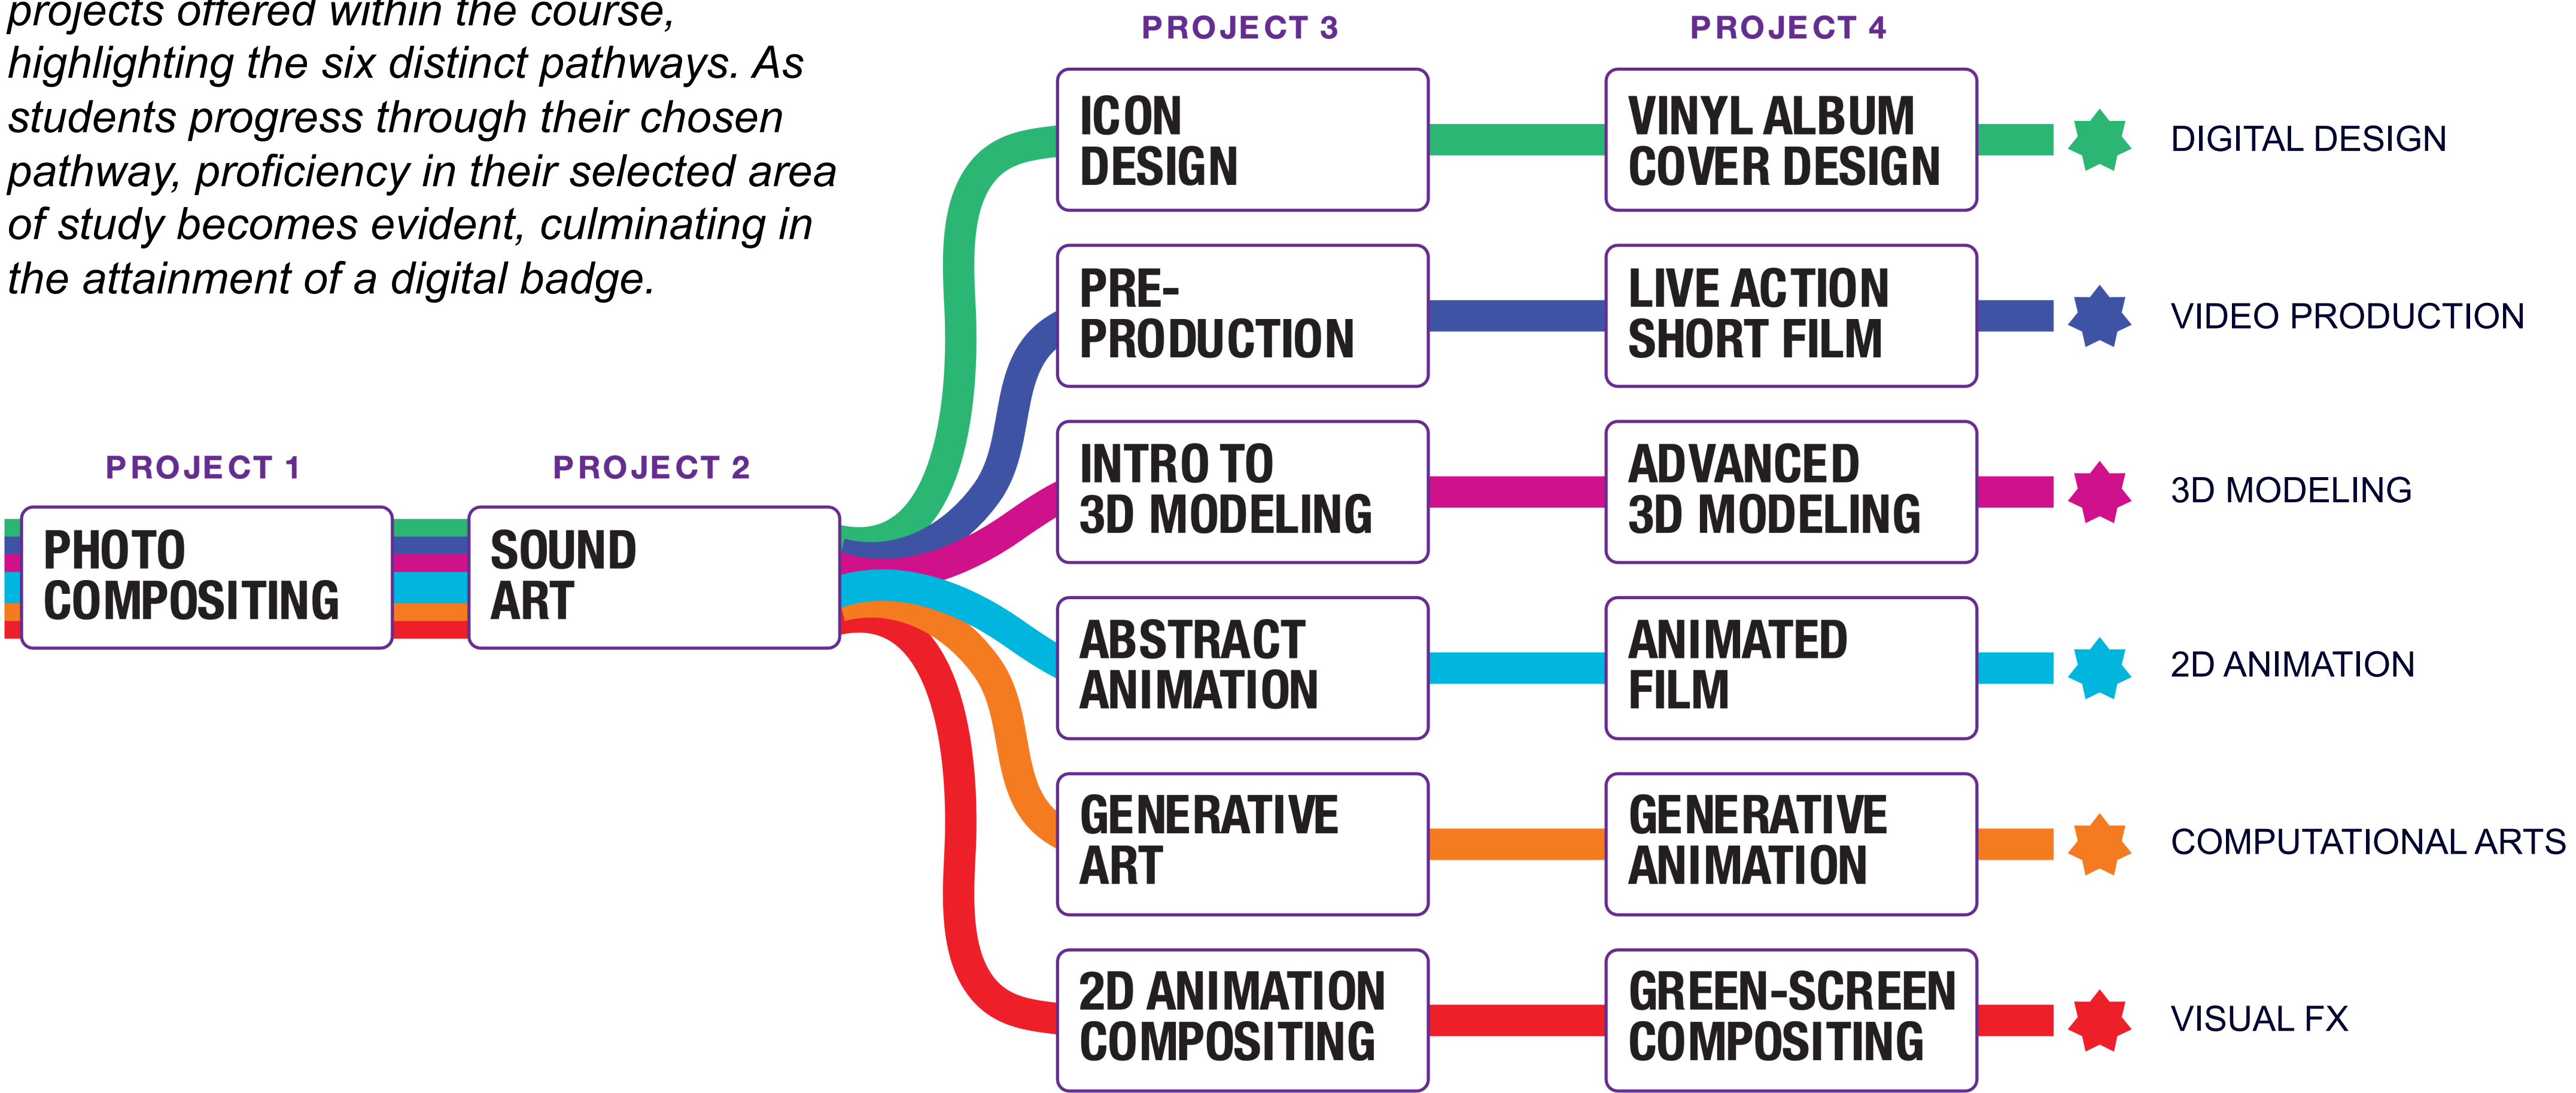 projects offered within the course,
highlighting the six distinct pathways. As
students progress through their chosen
pathway, proficiency in their selected area
of study becomes evident, culminating in
the attainment of a digital badge.
PROJECT 1
PHOTO
COMPOSITING
PROJECT 2
SOUND
ART
PROJECT 3
PROJECT 4
ICON
DESIGN
VINYL ALBUM
COVER DESIGN
DIGITAL DESIGN
PRE-
PRODUCTION
LIVE ACTION
SHORT FILM
VIDEO PRODUCTION
INTRO TO
3D MODELING
ADVANCED
3D MODELING
3D MODELING
ABSTRACT
ANIMATION
ANIMATED
FILM
2D ANIMATION
GENERATIVE
ART
GENERATIVE
ANIMATION
COMPUTATIONAL ARTS
2D ANIMATION
COMPOSITING
GREEN-SCREEN
COMPOSITING
VISUAL FX